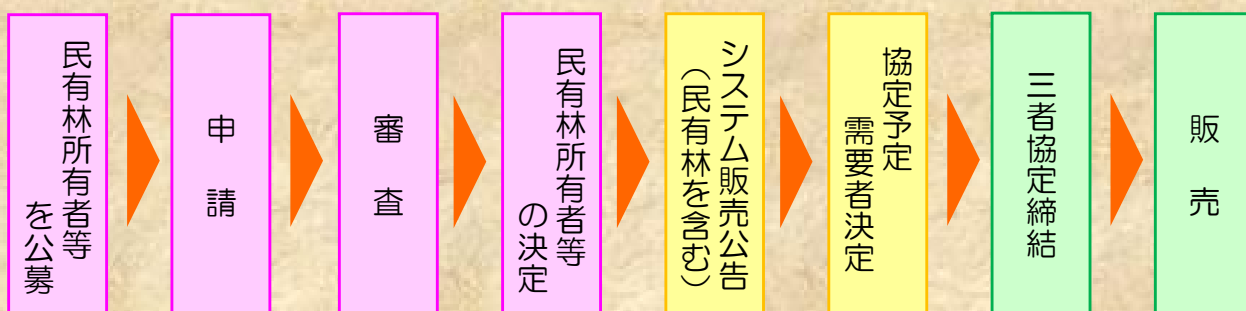 民有林所有者等
を公募
申請
審査
民有林所有者等
の決定
システム販売公告
（民有林を含む）
協定予定
需要者決定
三者協定締結
販売